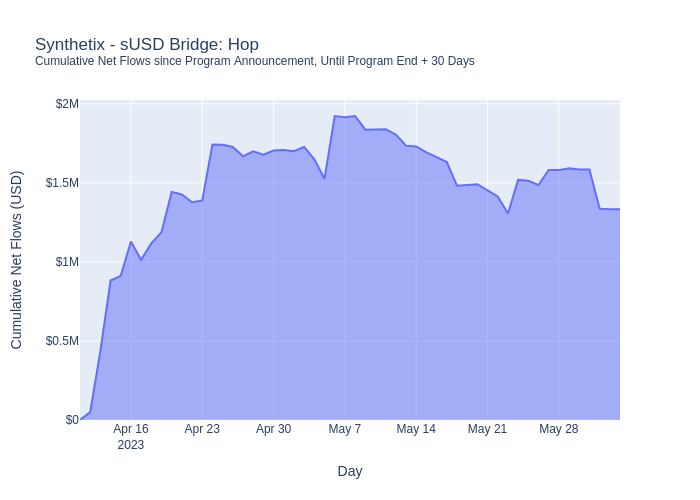 Synthetix - sUSD Bridge: Hop
Cumulative Net Flows since Program Announcement, Until Program End + 30 Days
Cumulative Net Flows (USD)
$2M
$1.5M
$1M
$0.5M
$0
Apr 16 Apr 23 Apr 30 May 7 May 14 May 21 May 28
2023
Day